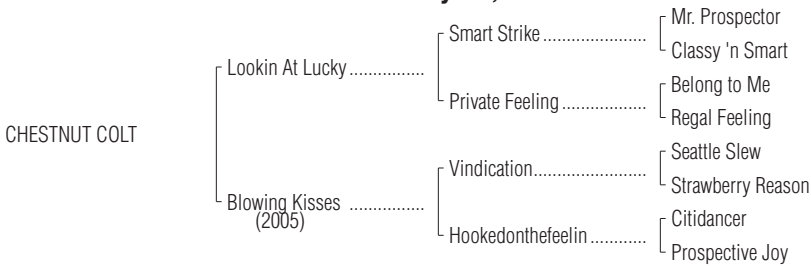 Mr. Prospector
Smart Strike
Classy 'n Smart
Lookin At Lucky
Belong to Me
Private Feeling
Regal Feeling
CHESTNUT COLT
Seattle Slew
Vindication
Strawberry Reason
Blowing Kisses
(2005)
Citidancer
Hookedonthefeelin
Prospective Joy